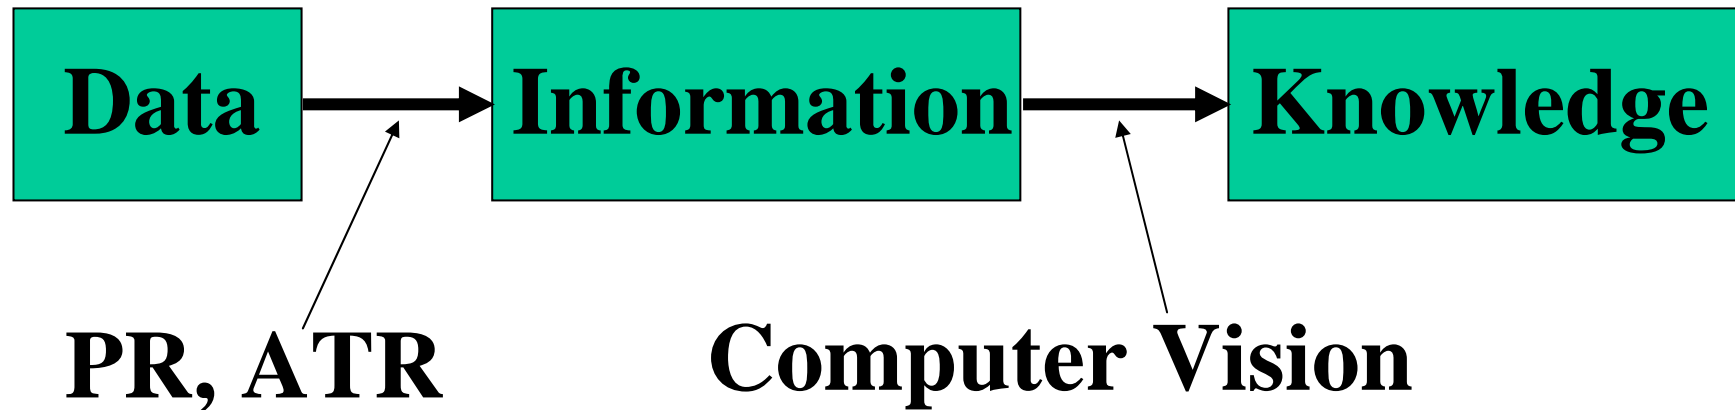 Data Information Knowledge
PR, ATR Computer Vision